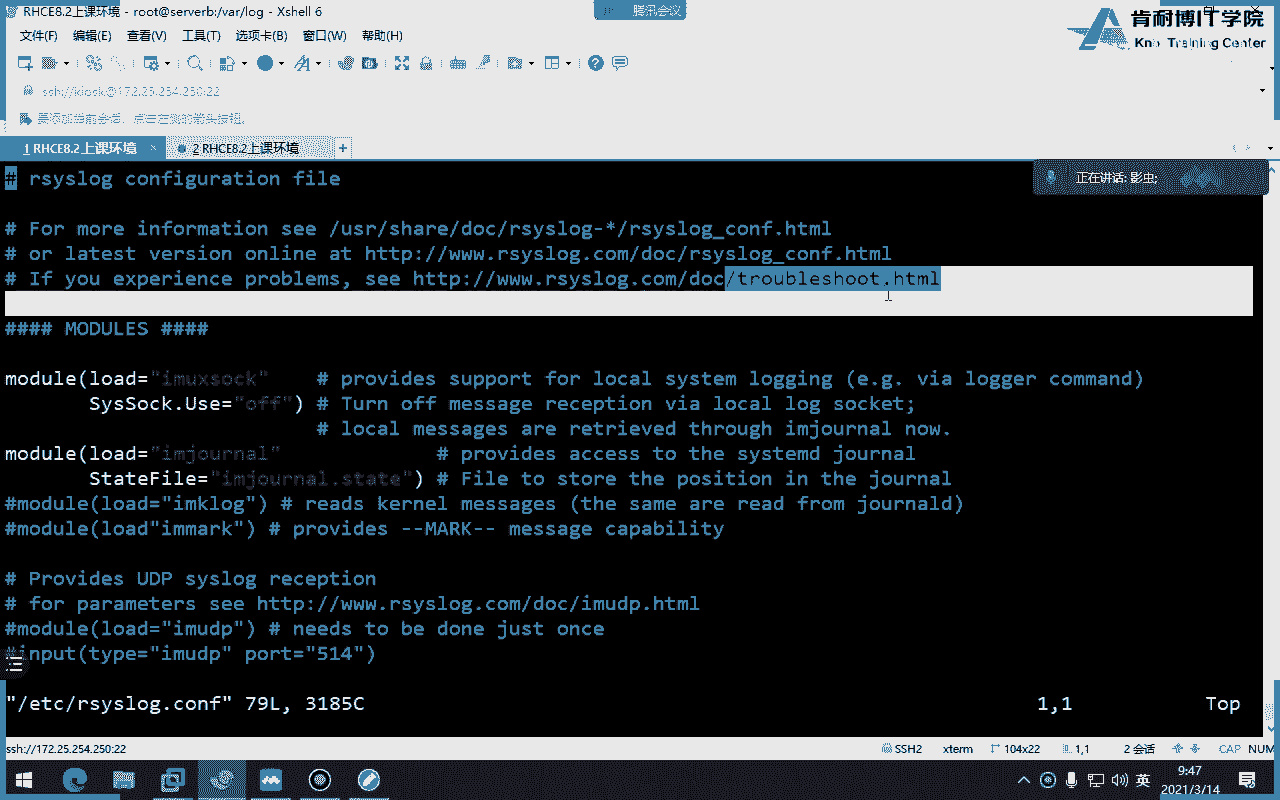 RHCE8.2上课环境 - root@serverb:/var/log - Xshell 6
腾讯会议
肯耐博IT学院
Training Center
文件(F) 编辑(E) 查看(V) 工具(T) 选项卡(B) 窗口(W) 帮助(H)
ssh://kiosk@172.25.254.250:22
要添加当前会话，点击左侧的箭头按钮。
1 RHCE8.2上课环境 × 2 RHCE8.2上课环境 +
正在讲话: 影虫;
# rsyslog configuration file
# For more information see /usr/share/doc/rsyslog-*/rsyslog_conf.html
# or latest version online at http://www.rsyslog.com/doc/rsyslog_conf.html
# If you experience problems, see http://www.rsyslog.com/doc/troubleshoot.html
#### MODULES ####
module(load="imuxsock" # provides support for local system logging (e.g. via logger command)
SysSock.Use="off") # Turn off message reception via local log socket;
# local messages are retrieved through imjournal now.
module(load="imjournal" # provides access to the systemd journal
StateFile="imjournal.state") # File to store the position in the journal
#module(load="imklog") # reads kernel messages (the same are read from journald)
#module(load"immark") # provides --MARK-- message capability
# Provides UDP syslog reception
# for parameters see http://www.rsyslog.com/doc/imudp.html
#module(load="imudp") # needs to be done just once
#input(type="imudp" port="514")
"/etc/rsyslog.conf" 79L, 3185C 1,1 Top
ssh://172.25.254.250:22 SSH2 xterm 104x22 1,1 2 会话 CAP NUM
英
9:47
2021/3/14